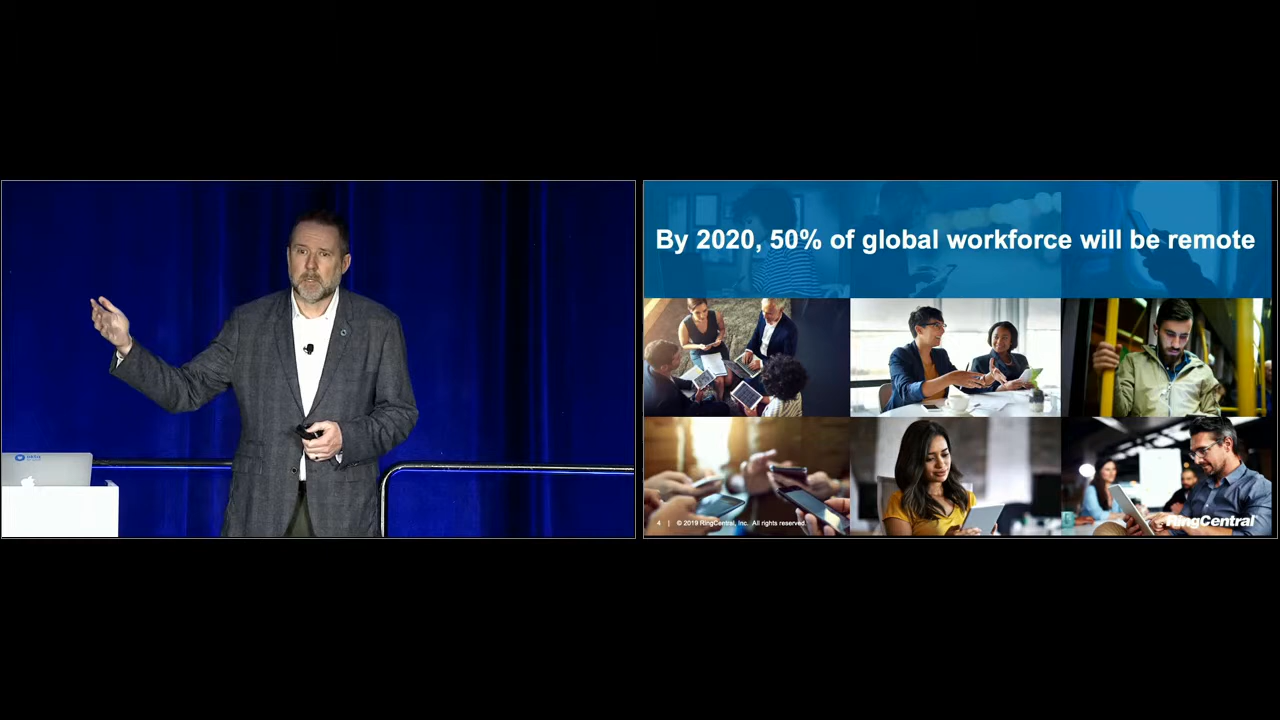 By 2020, 50% of global workforce will be remote
4 | © 2019 RingCentral, Inc. All rights reserved.
RingCentral